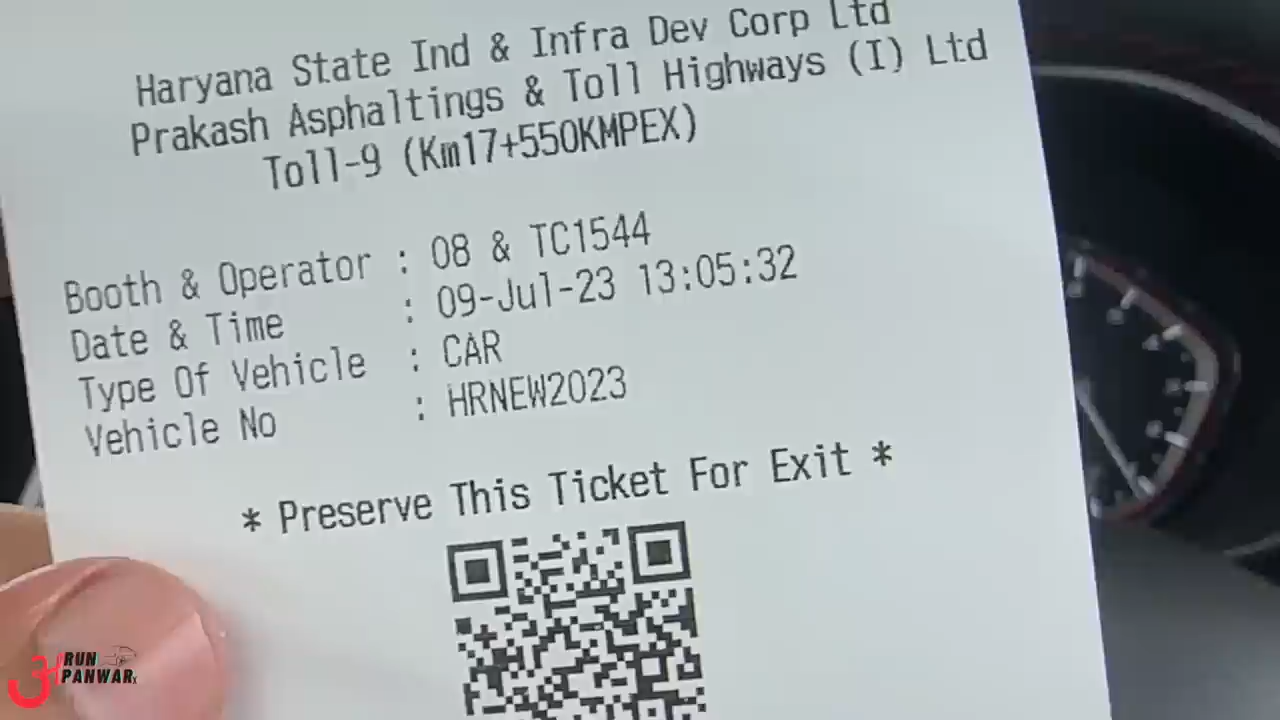 Haryana State Ind & Infra Dev Corp Ltd
Prakash Asphaltings & Toll Highways (I) Ltd
Toll-9 (Km17+550KMPEX)
Booth & Operator : 08 & TC1544
Date & Time : 09-Jul-23 13:05:32
Type Of Vehicle : CAR
Vehicle No : HRNEW2023
* Preserve This Ticket For Exit *
RUN
PANWAR